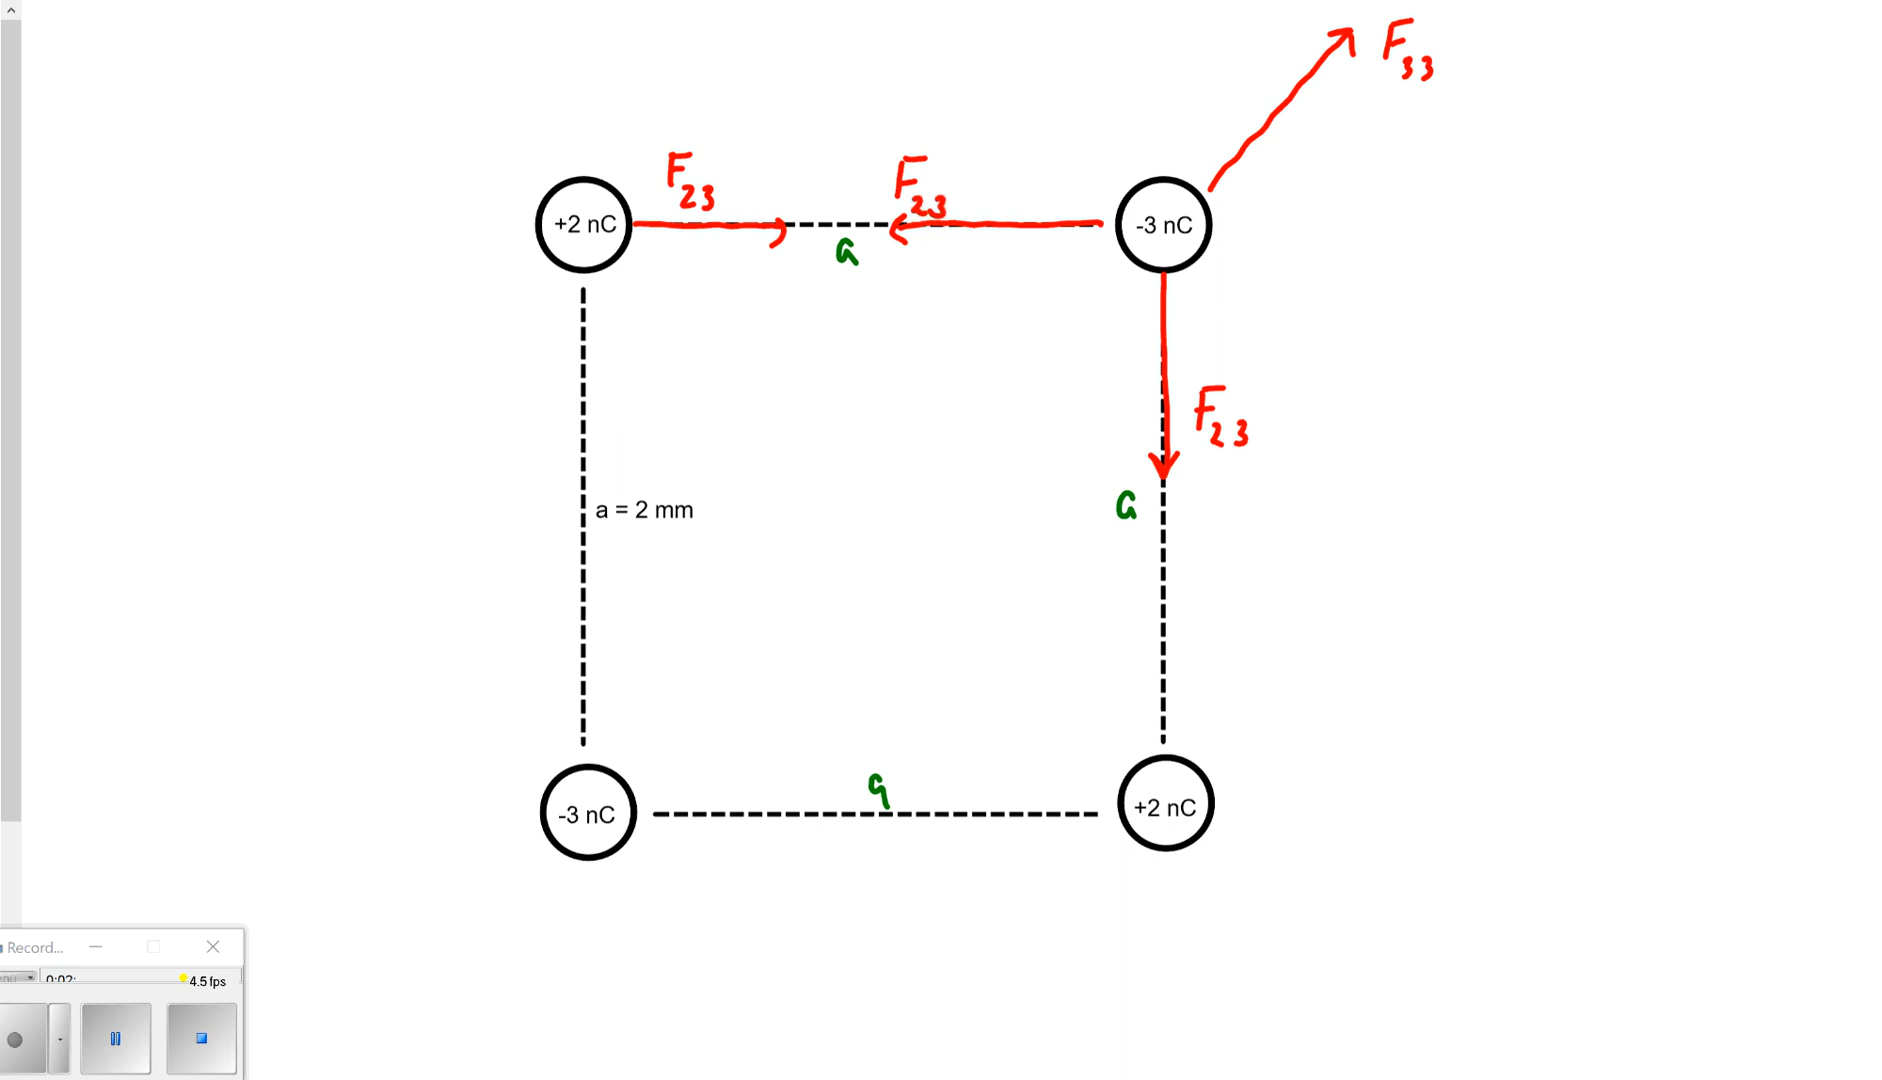 F33
F23
F23
+2 nC
-3 nC
a
F23
a = 2 mm
a
a
-3 nC
+2 nC
Record...
0:02:
4.5 fps